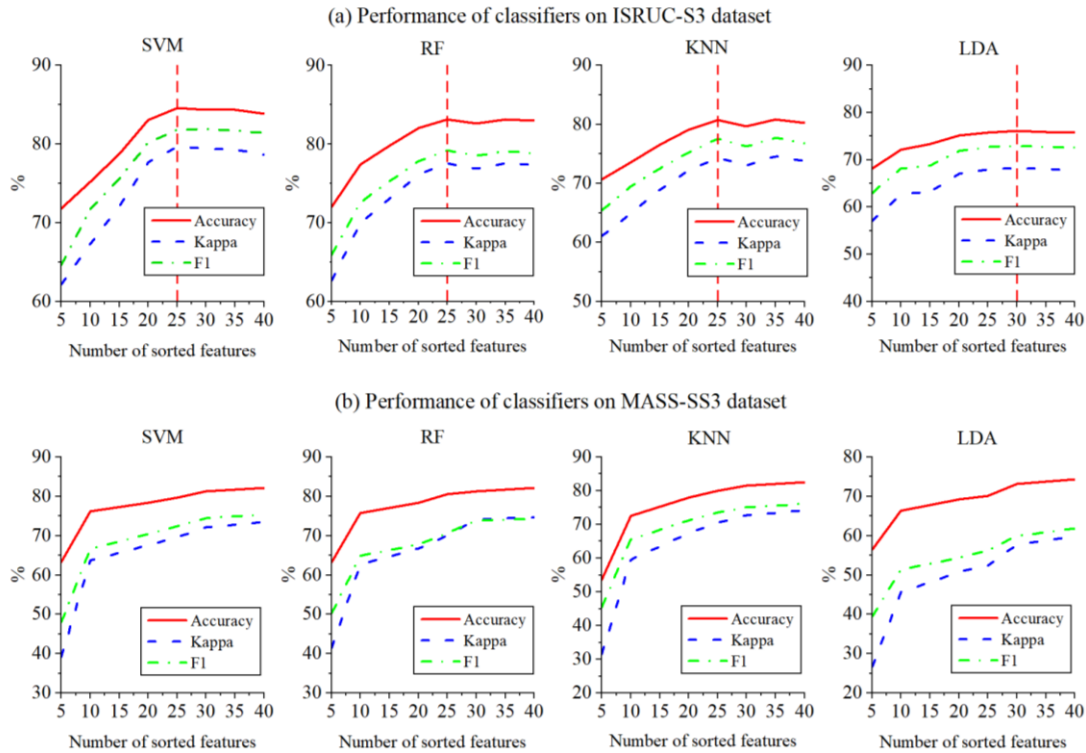 (a) Performance of classifiers on ISRUC-S3 dataset
SVM
90
80
70
60
%
Accuracy
Kappa
F1
5 10 15 20 25 30 35 40
Number of sorted features
RF
90
80
70
60
%
Accuracy
Kappa
F1
5 10 15 20 25 30 35 40
Number of sorted features
KNN
90
80
70
60
50
%
Accuracy
Kappa
F1
5 10 15 20 25 30 35 40
Number of sorted features
LDA
90
80
70
60
50
40
%
Accuracy
Kappa
F1
5 10 15 20 25 30 35 40
Number of sorted features
(b) Performance of classifiers on MASS-SS3 dataset
SVM
90
80
70
60
50
40
30
%
Accuracy
Kappa
F1
5 10 15 20 25 30 35 40
Number of sorted features
RF
90
80
70
60
50
40
30
%
Accuracy
Kappa
F1
5 10 15 20 25 30 35 40
Number of sorted features
KNN
90
80
70
60
50
40
30
20
%
Accuracy
Kappa
F1
5 10 15 20 25 30 35 40
Number of sorted features
LDA
80
70
60
50
40
30
20
%
Accuracy
Kappa
F1
5 10 15 20 25 30 35 40
Number of sorted features